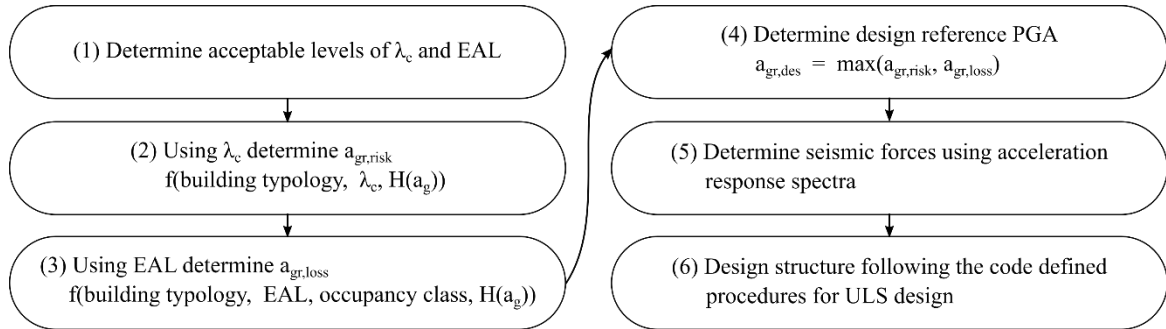 (1) Determine acceptable levels of λc and EAL
(2) Using λc determine agr,risk
f(building typology, λc, H(ag))
(3) Using EAL determine agr,loss
f(building typology, EAL, occupancy class, H(ag))
(4) Determine design reference PGA
agr,des = max(agr,risk, agr,loss)
(5) Determine seismic forces using acceleration
response spectra
(6) Design structure following the code defined
procedures for ULS design